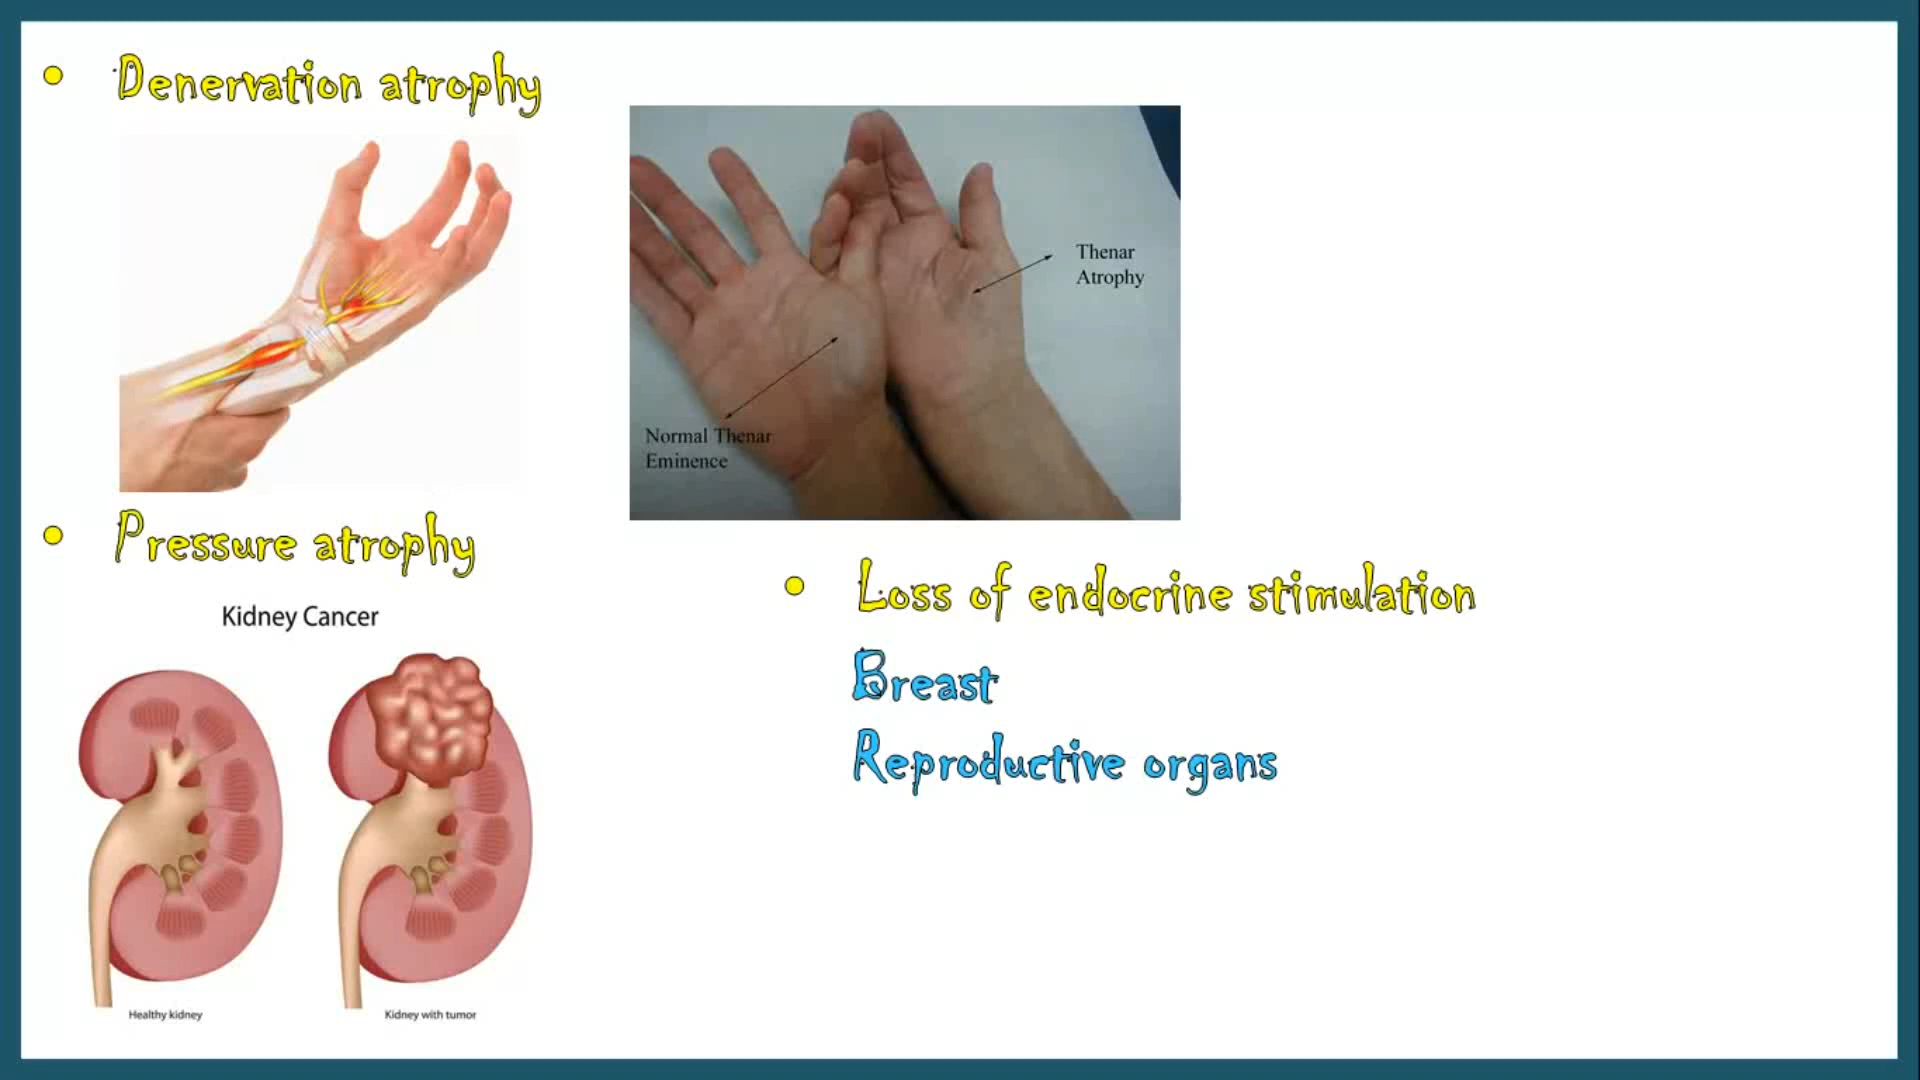 • Denervation atrophy
Thenar
Atrophy
Normal Thenar
Eminence
• Pressure atrophy
Kidney Cancer
Healthy kidney
Kidney with tumor
• Loss of endocrine stimulation
Breast
Reproductive organs